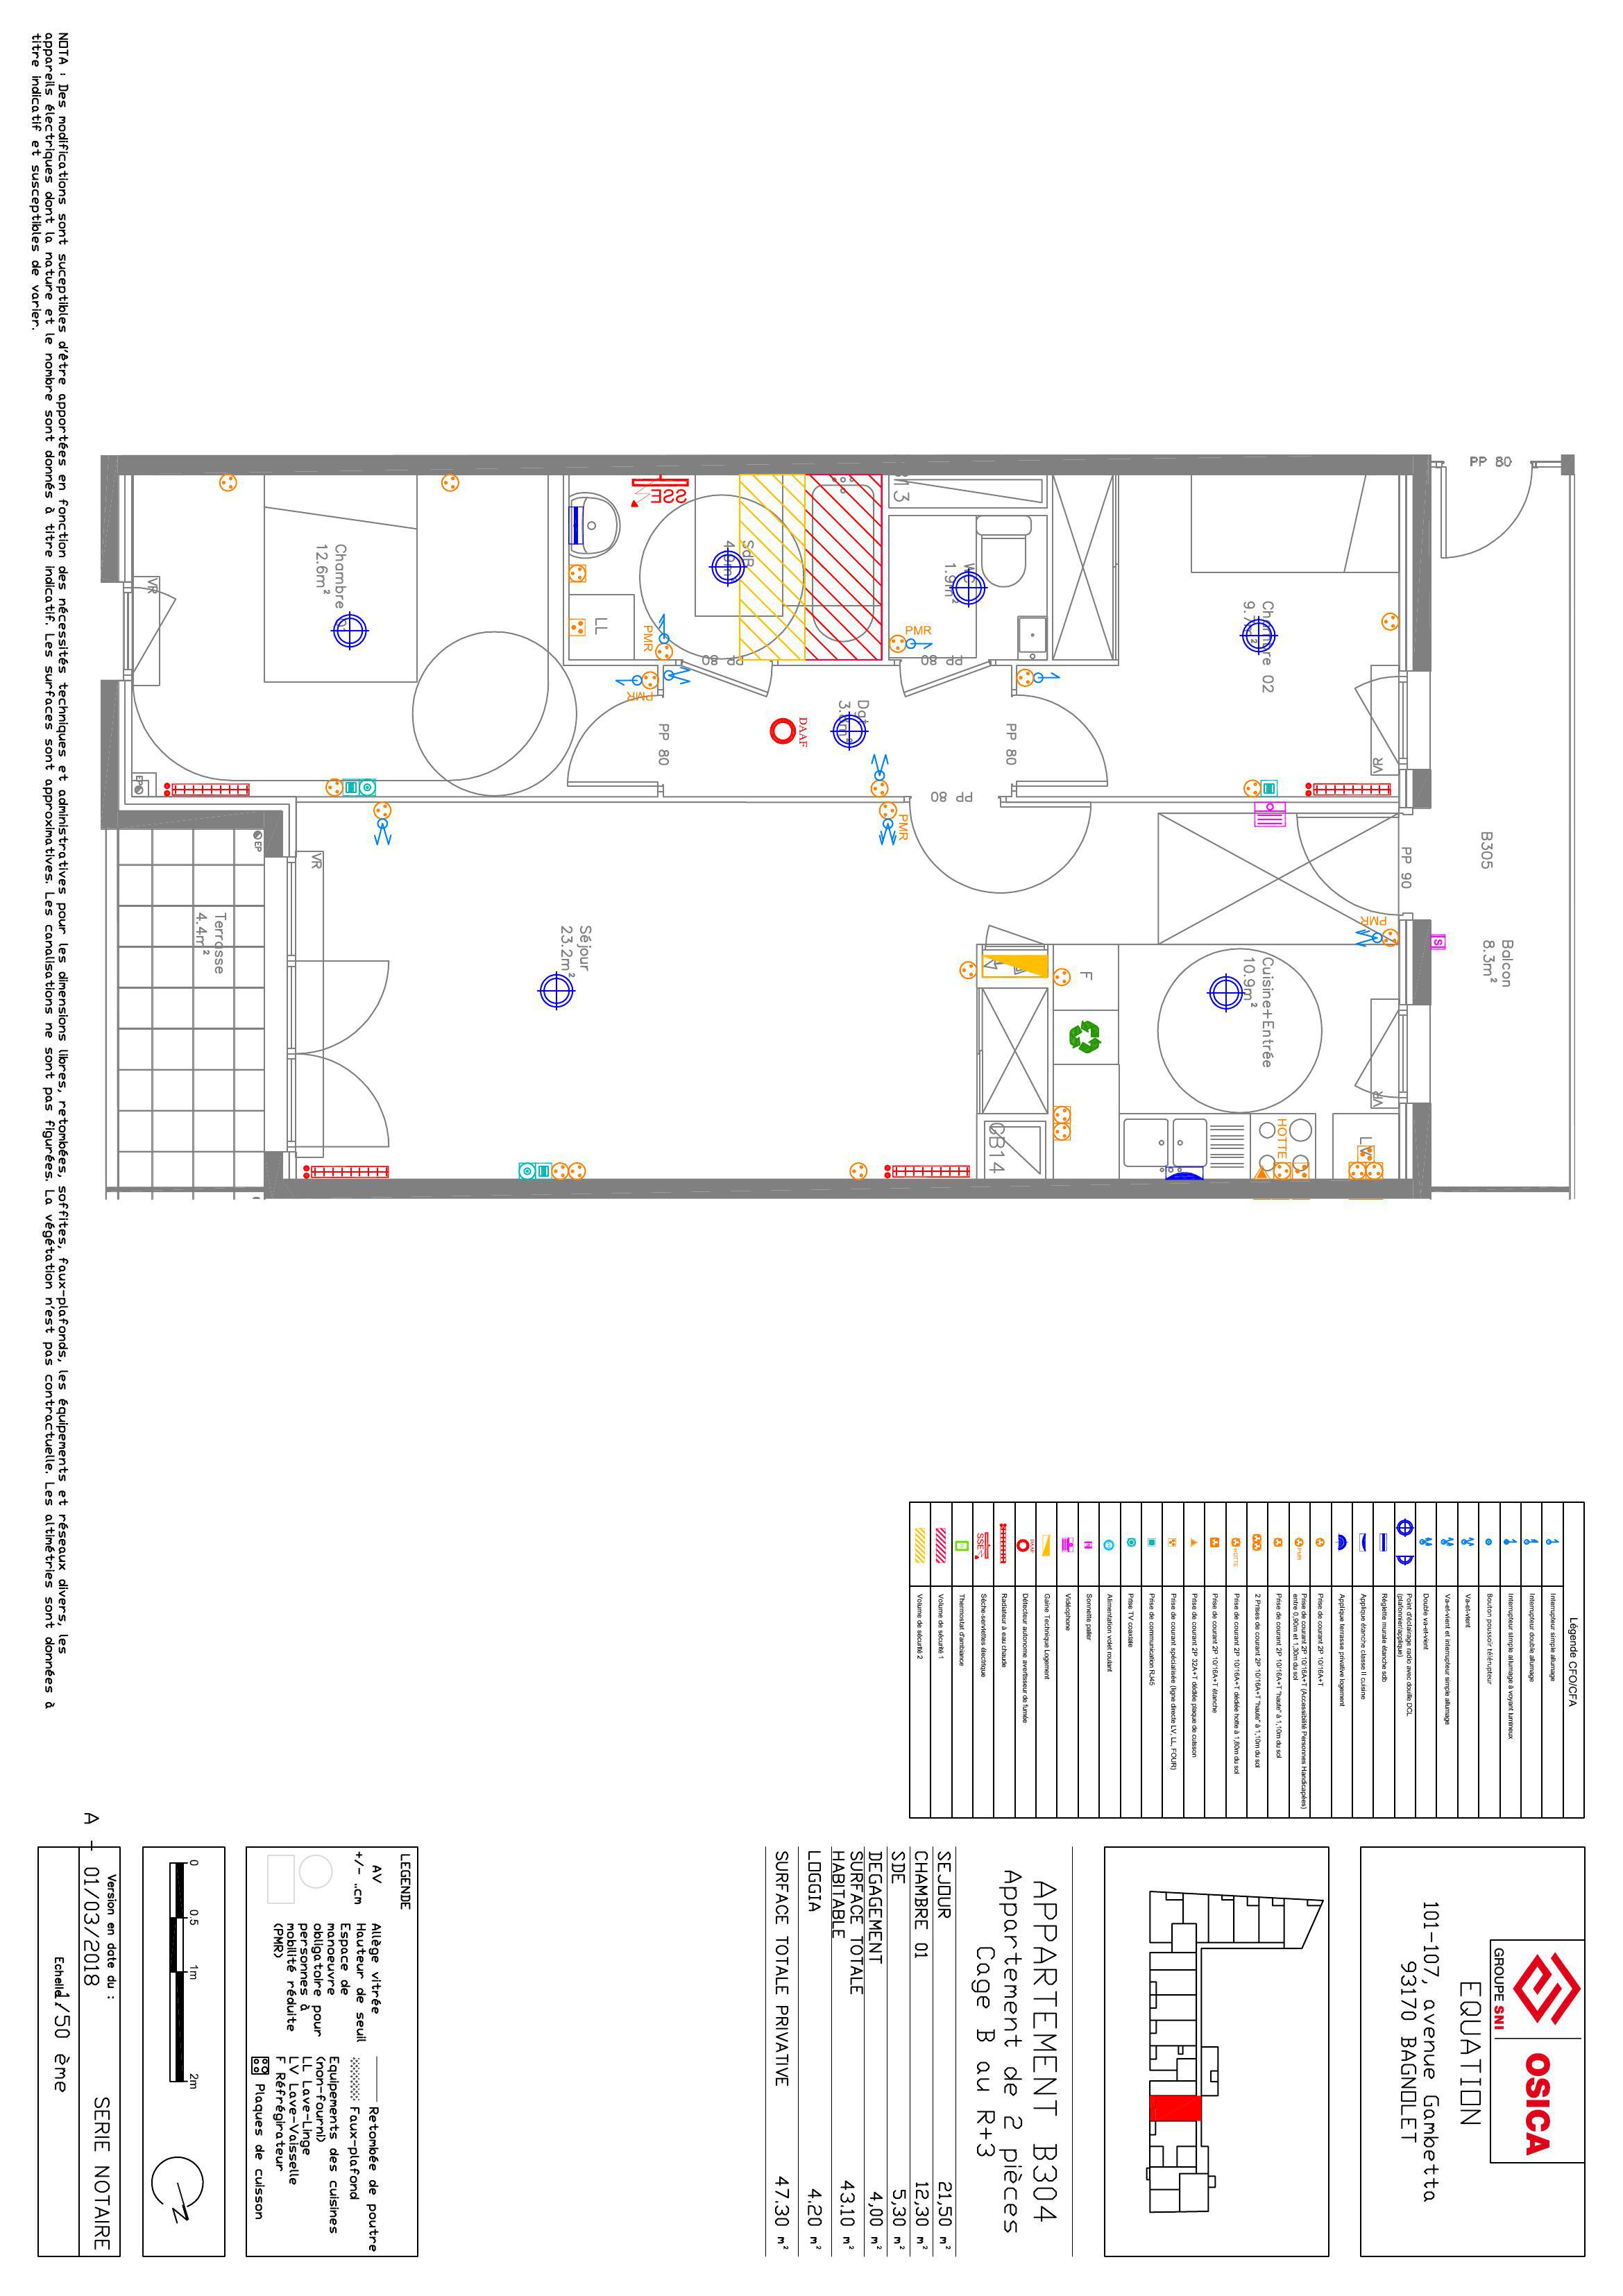 GROUPE SNI
OSICA
EQUATION
101-107, avenue Gambetta
93170 BAGNOLET
APPARTEMENT B304
Appartement de 2 pièces
Cage B au R+3
SEJOUR 21,50 m²
CHAMBRE 01 12,30 m²
SDE 5,30 m²
DEGAGEMENT 4,00 m²
SURFACE TOTALE
HABITABLE 43.10 m²
LOGGIA 4.20 m²
SURFACE TOTALE PRIVATIVE 47.30 m²
LEGENDE
AV Allège vitrée
+/- ..cm Hauteur de seuil
Espace de
manoeuvre
obligatoire pour
personnes à
mobilité réduite
(PMR)
Retombée de poutre
Faux-plafond
Equipements des cuisines
(non-fourni)
LL Lave-Linge
LV Lave-Vaisselle
F Réfrigérateur
Plaques de cuisson
0 0.5 1m 2m
N
A -
Version en date du :
01/03/2018
SERIE NOTAIRE
Echelle 1/50 ème
Légende CFO/CFA
Interrupteur simple allumage
Interrupteur double allumage
Interrupteur simple allumage à voyant lumineux
Bouton poussoir télérupteur
Va-et-vient
Va-et-vient et interrupteur simple allumage
Double va-et-vient
Point d'éclairage radio avec douille DCL
(plafonnier/applique)
Réglette murale étanche sdb
Applique étanche classe II cuisine
Applique terrasse privative logement
Prise de courant 2P 10/16A+T
PMR Prise de courant 2P 10/16A+T (Accessibilité Personnes Handicapées)
entre 0,90m et 1,30m du sol
Prise de courant 2P 10/16A+T "haute" à 1,10m du sol
2 Prises de courant 2P 10/16A+T "haute" à 1,10m du sol
HOTTE Prise de courant 2P 10/16A+T dédiée hotte à 1,80m du sol
Prise de courant 2P 10/16A+T étanche
Prise de courant 2P 32A+T dédiée plaque de cuisson
Prise de courant spécialisée (ligne directe LV, LL, FOUR)
Prise de communication RJ45
Prise TV coaxiale
Alimentation volet roulant
Sonnette palier
Vidéophone
Gaine Technique Logement
DAAF Détecteur autonome avertisseur de fumée
Radiateur à eau chaude
SSE Sèche-serviettes électrique
Thermostat d'ambiance
Volume de sécurité 1
Volume de sécurité 2
PP 80
B305
Balcon
8.3m²
S
Chambre 02
VR
PP 90
PMR
Cuisine+Entrée
10.9m²
VR
HOTTE
F
CB14
PMR
PP 80
PP 80
PP 80
Dgt
DAAF
PMR
SdB
SSE
LL
PMR
PMR
PP 80
PP 80
Chambre
12.6m²
VR
EP
Séjour
23.2m²
VR
EP
Terrasse
4.4m²
NOTA : Des modifications sont suceptibles d'être apportées en fonction des nécessités techniques et administratives pour les dimensions libres, retombées, soffites, faux-plafonds, les équipements et réseaux divers, les
appareils électriques dont la nature et le nombre sont donnés à titre indicatif. Les surfaces sont approximatives. Les canalisations ne sont pas figurées. La végétation n'est pas contractuelle. Les altimétries sont données à
titre indicatif et susceptibles de varier.